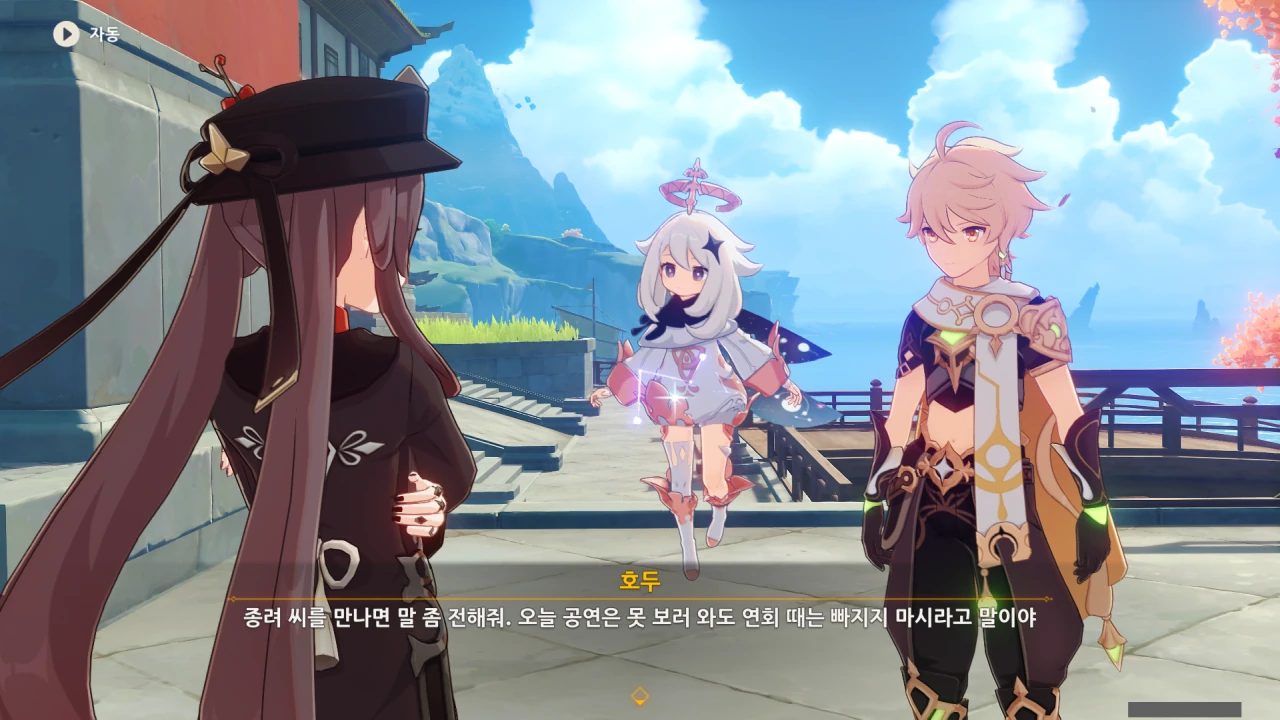 자동
호두
종려 씨를 만나면 말 좀 전해줘. 오늘 공연은 못 보러 와도 연회 때는 빠지지 마시라고 말이야